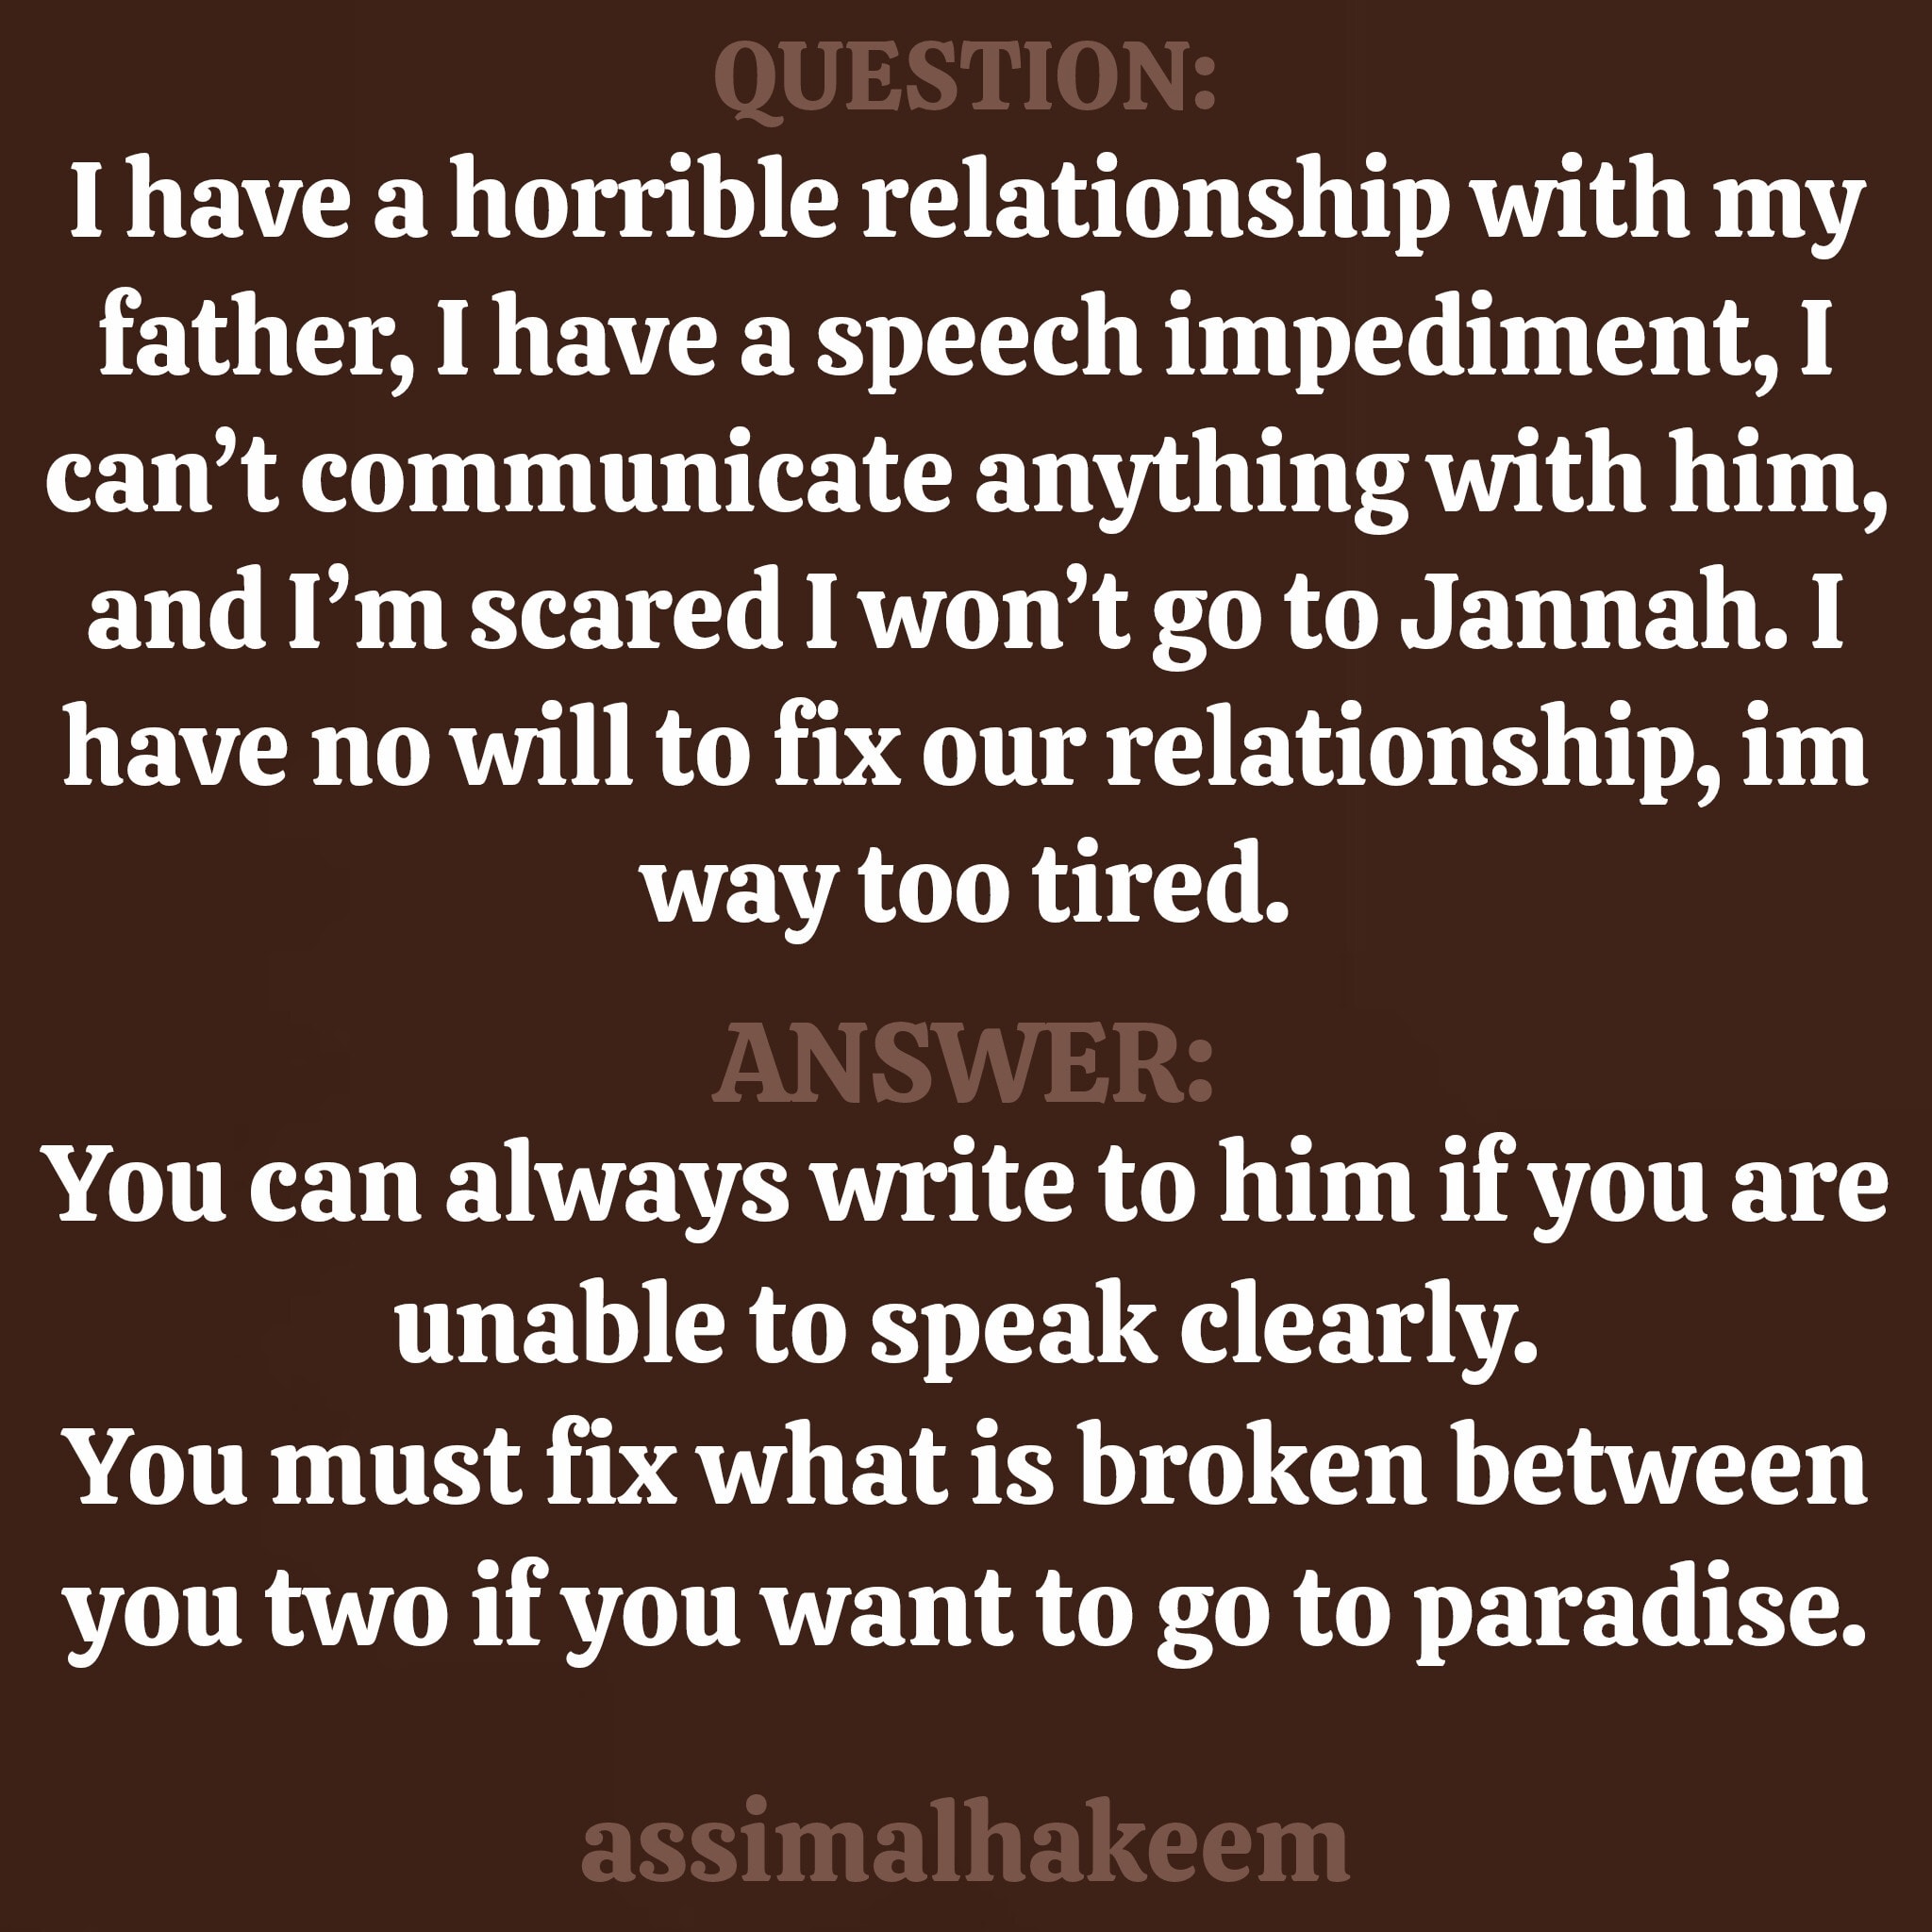 QUESTION:
I have a horrible relationship with my
father, I have a speech impediment, I
can’t communicate anything with him,
and I’m scared I won’t go to Jannah. I
have no will to fix our relationship, im
way too tired.
ANSWER:
You can always write to him if you are
unable to speak clearly.
You must fix what is broken between
you two if you want to go to paradise.
assimalhakeem